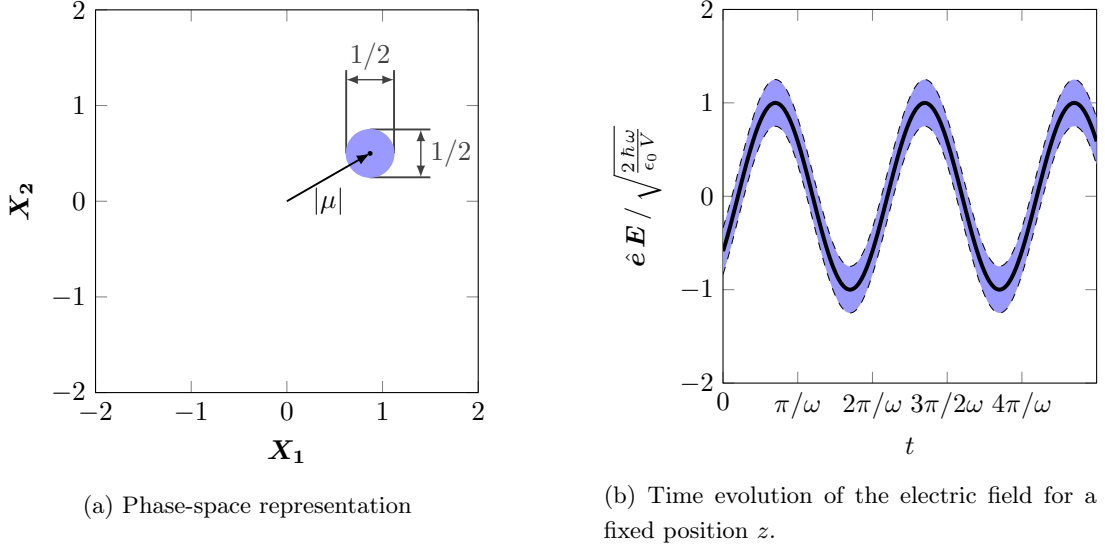 2
1
0
−1
−2
−2
−1
0
1
2
X₂
X₁
1/2
1/2
|μ|
(a) Phase-space representation
2
1
0
−1
−2
0
π/ω
2π/ω
3π/2ω
4π/ω
ê E / √(2 ħ ω / ϵ₀ V)
t
(b) Time evolution of the electric field for a
fixed position z.